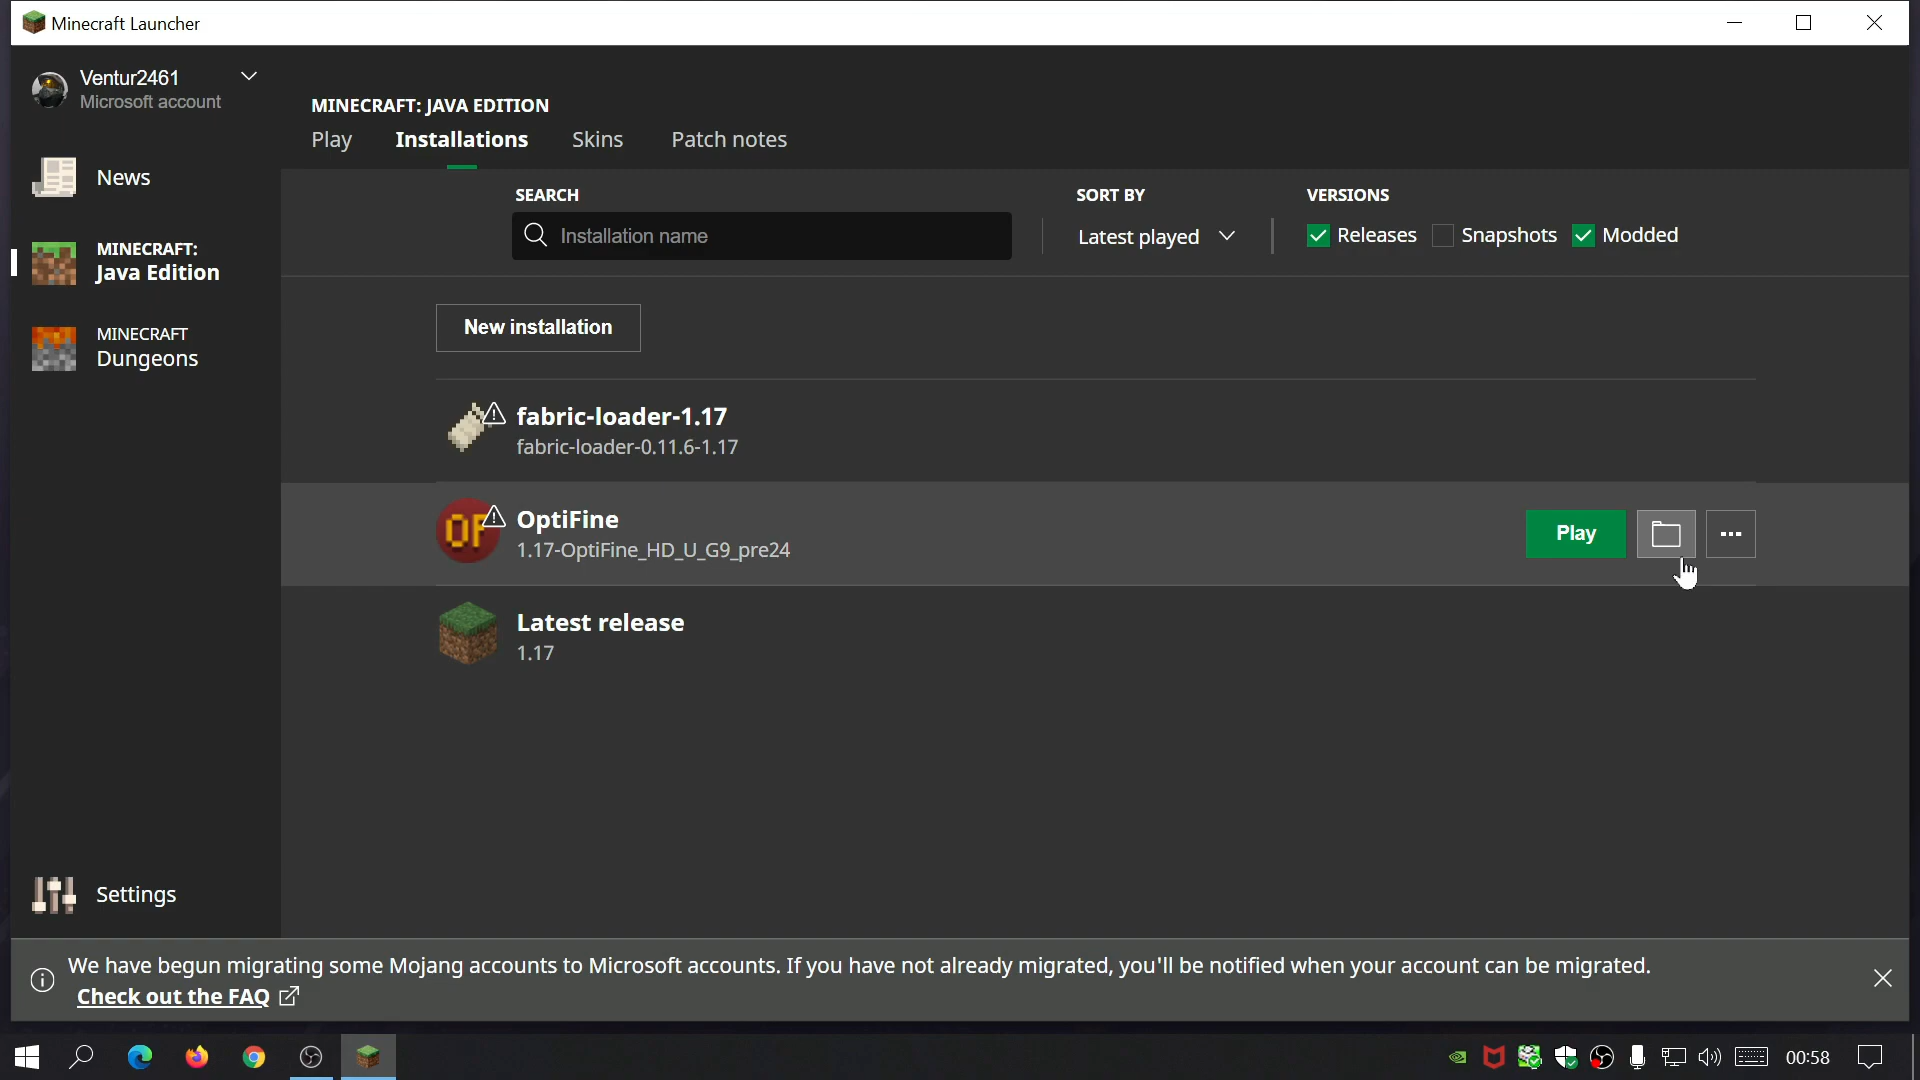 Minecraft Launcher
Ventur2461
Microsoft account
News
MINECRAFT:
Java Edition
MINECRAFT
Dungeons
Settings
MINECRAFT: JAVA EDITION
Play Installations Skins Patch notes
SEARCH SORT BY VERSIONS
Installation name Latest played Releases Snapshots Modded
New installation
fabric-loader-1.17
fabric-loader-0.11.6-1.17
OF OptiFine
1.17-OptiFine_HD_U_G9_pre24
Play
Latest release
1.17
We have begun migrating some Mojang accounts to Microsoft accounts. If you have not already migrated, you'll be notified when your account can be migrated.
Check out the FAQ
00:58